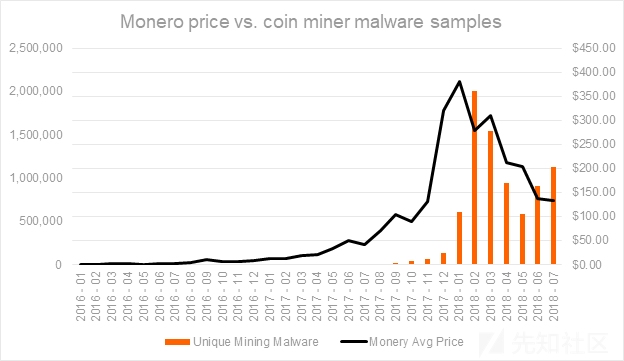 Monero price vs. coin miner malware samples
2,500,000
2,000,000
1,500,000
1,000,000
500,000
0
$450.00
$400.00
$350.00
$300.00
$250.00
$200.00
$150.00
$100.00
$50.00
$0.00
2016 - 01
2016 - 02
2016 - 03
2016 - 04
2016 - 05
2016 - 06
2016 - 07
2016 - 08
2016 - 09
2016 - 10
2016 - 11
2016 - 12
2017 - 01
2017 - 02
2017 - 03
2017 - 04
2017 - 05
2017 - 06
2017 - 07
2017 - 08
2017 - 09
2017 - 10
2017 - 11
2017 - 12
2018 - 01
2018 - 02
2018 - 03
2018 - 04
2018 - 05
2018 - 06
2018 - 07
Unique Mining Malware
Monery Avg Price
先知社区